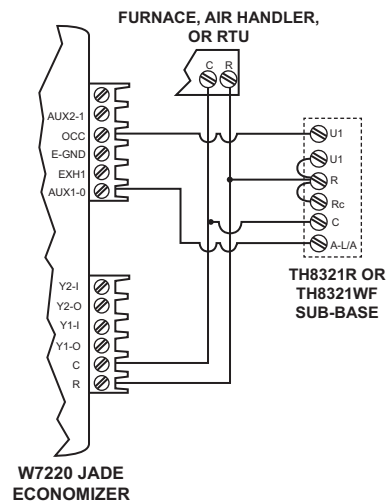 FURNACE, AIR HANDLER,
OR RTU
C R
AUX2-1
OCC
E-GND
EXH1
AUX1-0
U1
U1
R
Rc
C
A-L/A
TH8321R OR
TH8321WF
SUB-BASE
Y2-I
Y2-O
Y1-I
Y1-O
C
R
W7220 JADE
ECONOMIZER